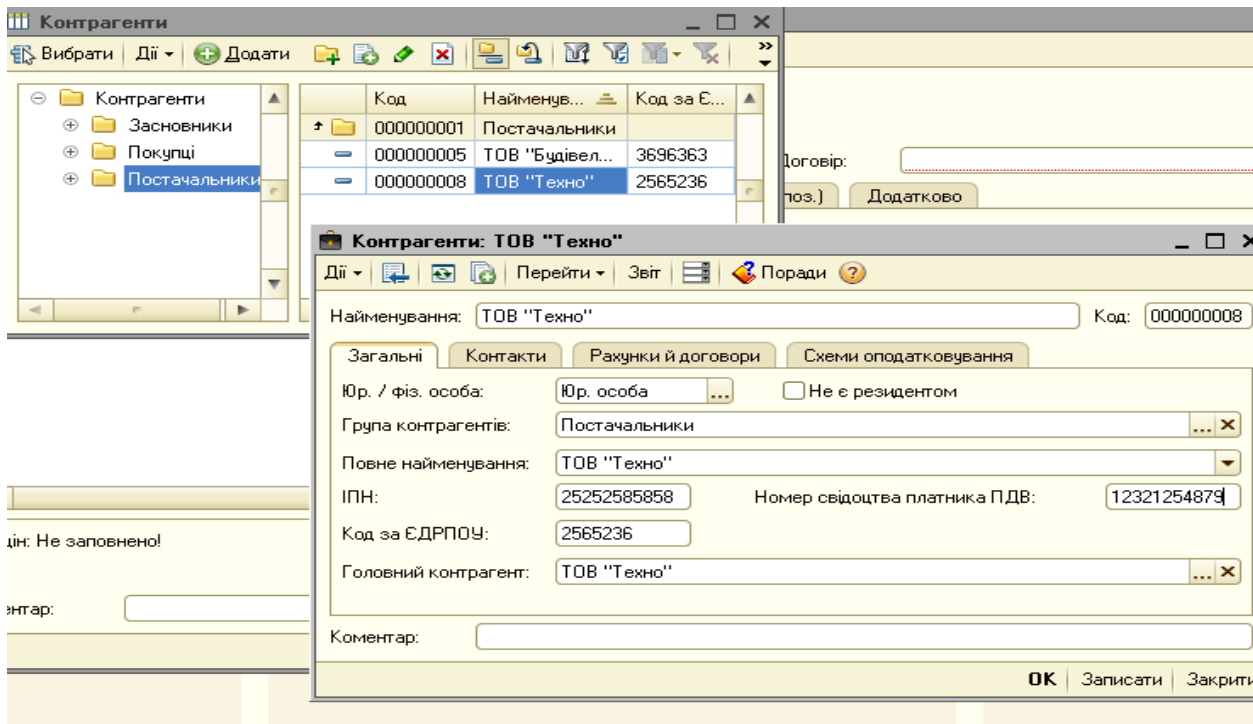 Контрагенти
Вибрати Дії Додати
Контрагенти
Засновники
Покупці
Постачальники
Код Найменув... Код за Є...
000000001 Постачальники
000000005 ТОВ "Будівел... 3696363
000000008 ТОВ "Техно" 2565236
Договір:
поз.) Додатково
Контрагенти: ТОВ "Техно"
Дії Перейти Звіт Поради
Найменування: ТОВ "Техно" Код: 000000008
Загальні Контакти Рахунки й договори Схеми оподатковування
Юр. / фіз. особа: Юр. особа ... Не є резидентом
Група контрагентів: Постачальники ...
Повне найменування: ТОВ "Техно"
ІПН: 25252585858 Номер свідоцтва платника ПДВ: 12321254879
Код за ЄДРПОУ: 2565236
Головний контрагент: ТОВ "Техно" ...
Коментар:
OK Записати Закрити
цін: Не заповнено!
ентар: